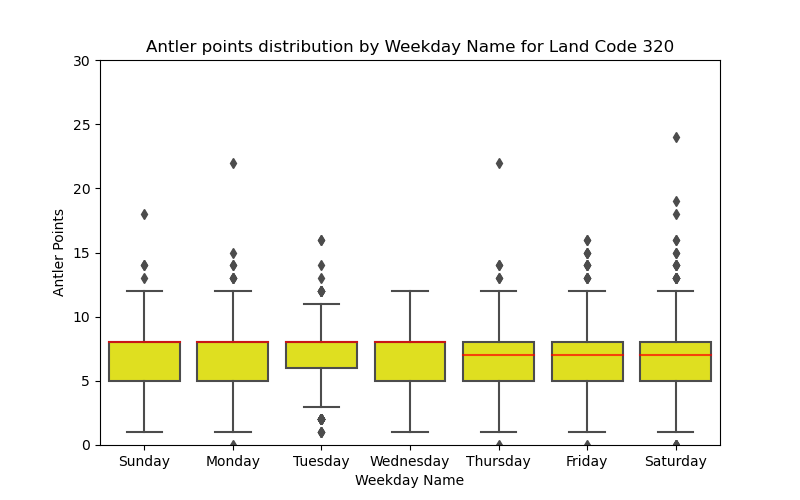 Antler points distribution by Weekday Name for Land Code 320
30
25
20
15
10
5
0
Antler Points
Sunday Monday Tuesday Wednesday Thursday Friday Saturday
Weekday Name